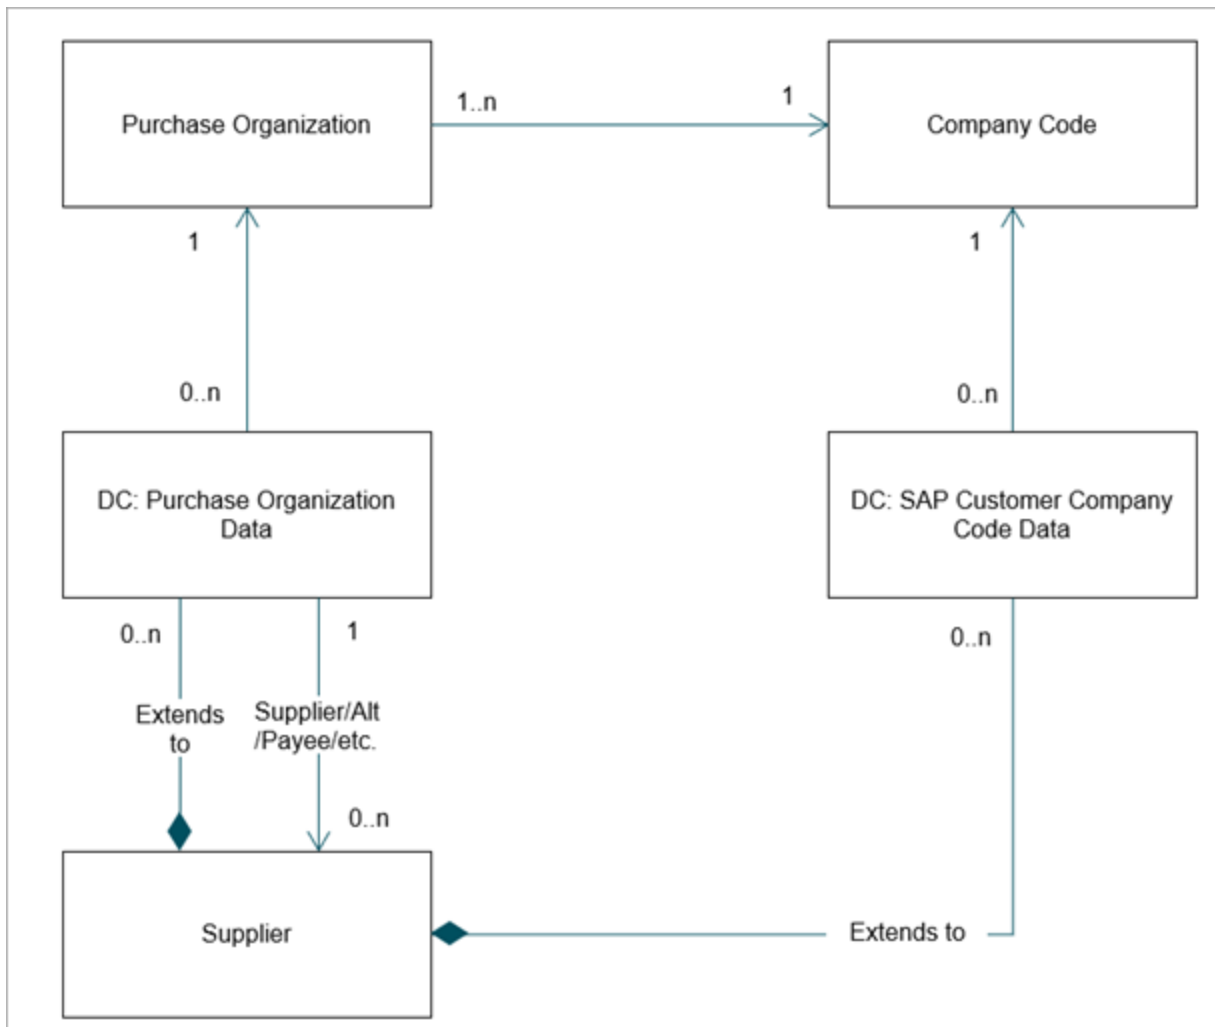 Purchase Organization
1..n
1
Company Code
1
1
0..n
0..n
DC: Purchase Organization
Data
DC: SAP Customer Company
Code Data
0..n
1
0..n
Extends
to
Supplier/Alt
/Payee/etc.
0..n
Supplier
Extends to